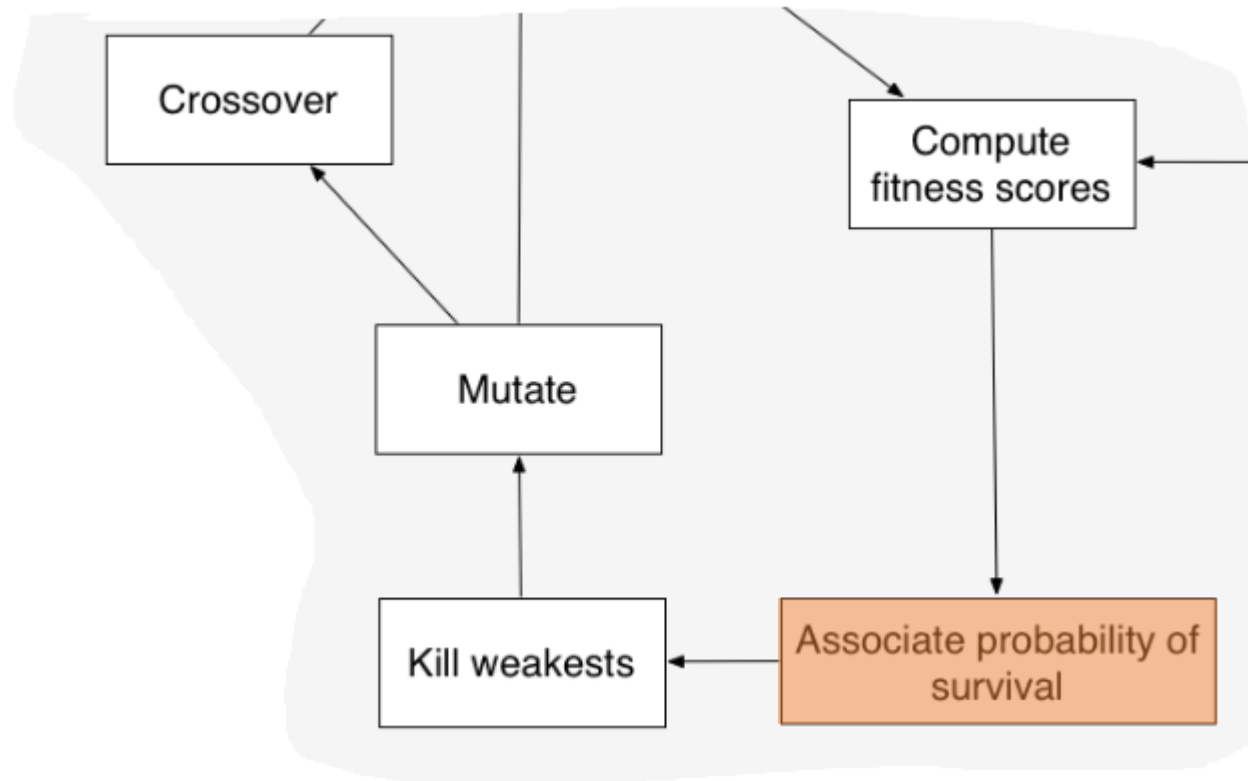 Crossover
Compute
fitness scores
Mutate
Kill weakests
Associate probability of
survival